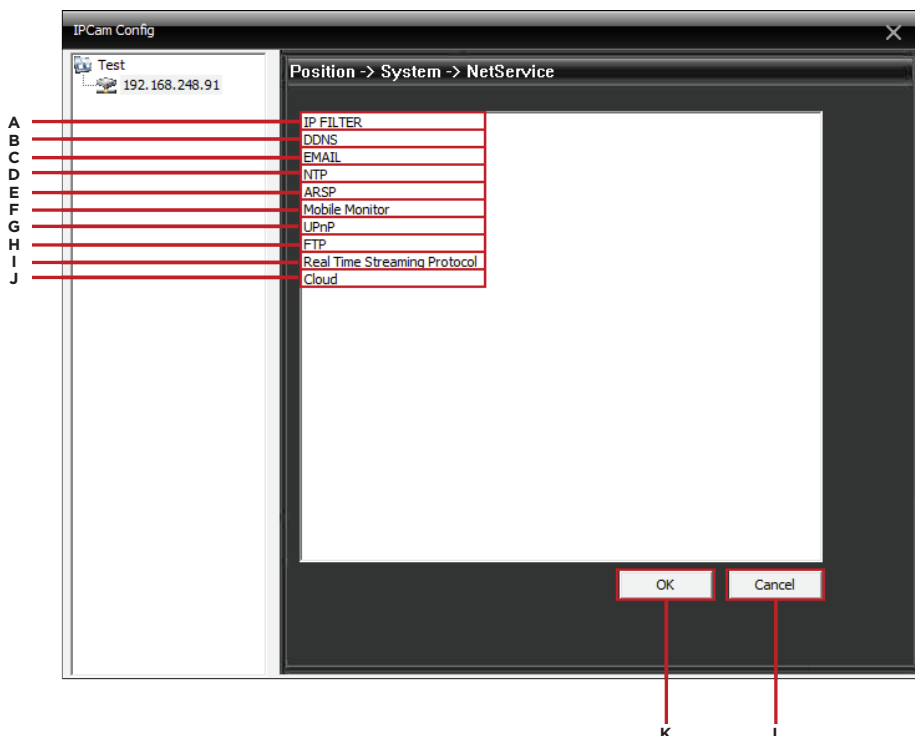 IPCam Config
Test
192.168.248.91
Position -> System -> NetService
A IP FILTER
B DDNS
C EMAIL
D NTP
E ARSP
F Mobile Monitor
G UPnP
H FTP
I Real Time Streaming Protocol
J Cloud
OK Cancel
K L